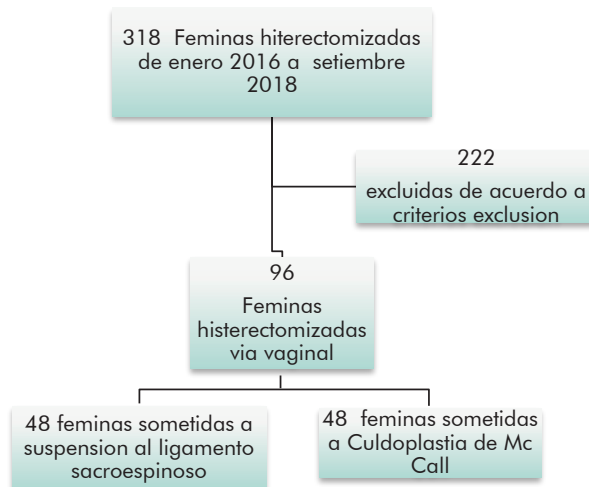 318 Feminas hiterectomizadas
de enero 2016 a setiembre
2018
222
excluidas de acuerdo a
criterios exclusion
96
Feminas
histerectomizadas
via vaginal
48 feminas sometidas a
suspension al ligamento
sacroespinoso
48 feminas sometidas
a Culdoplastia de Mc
Call